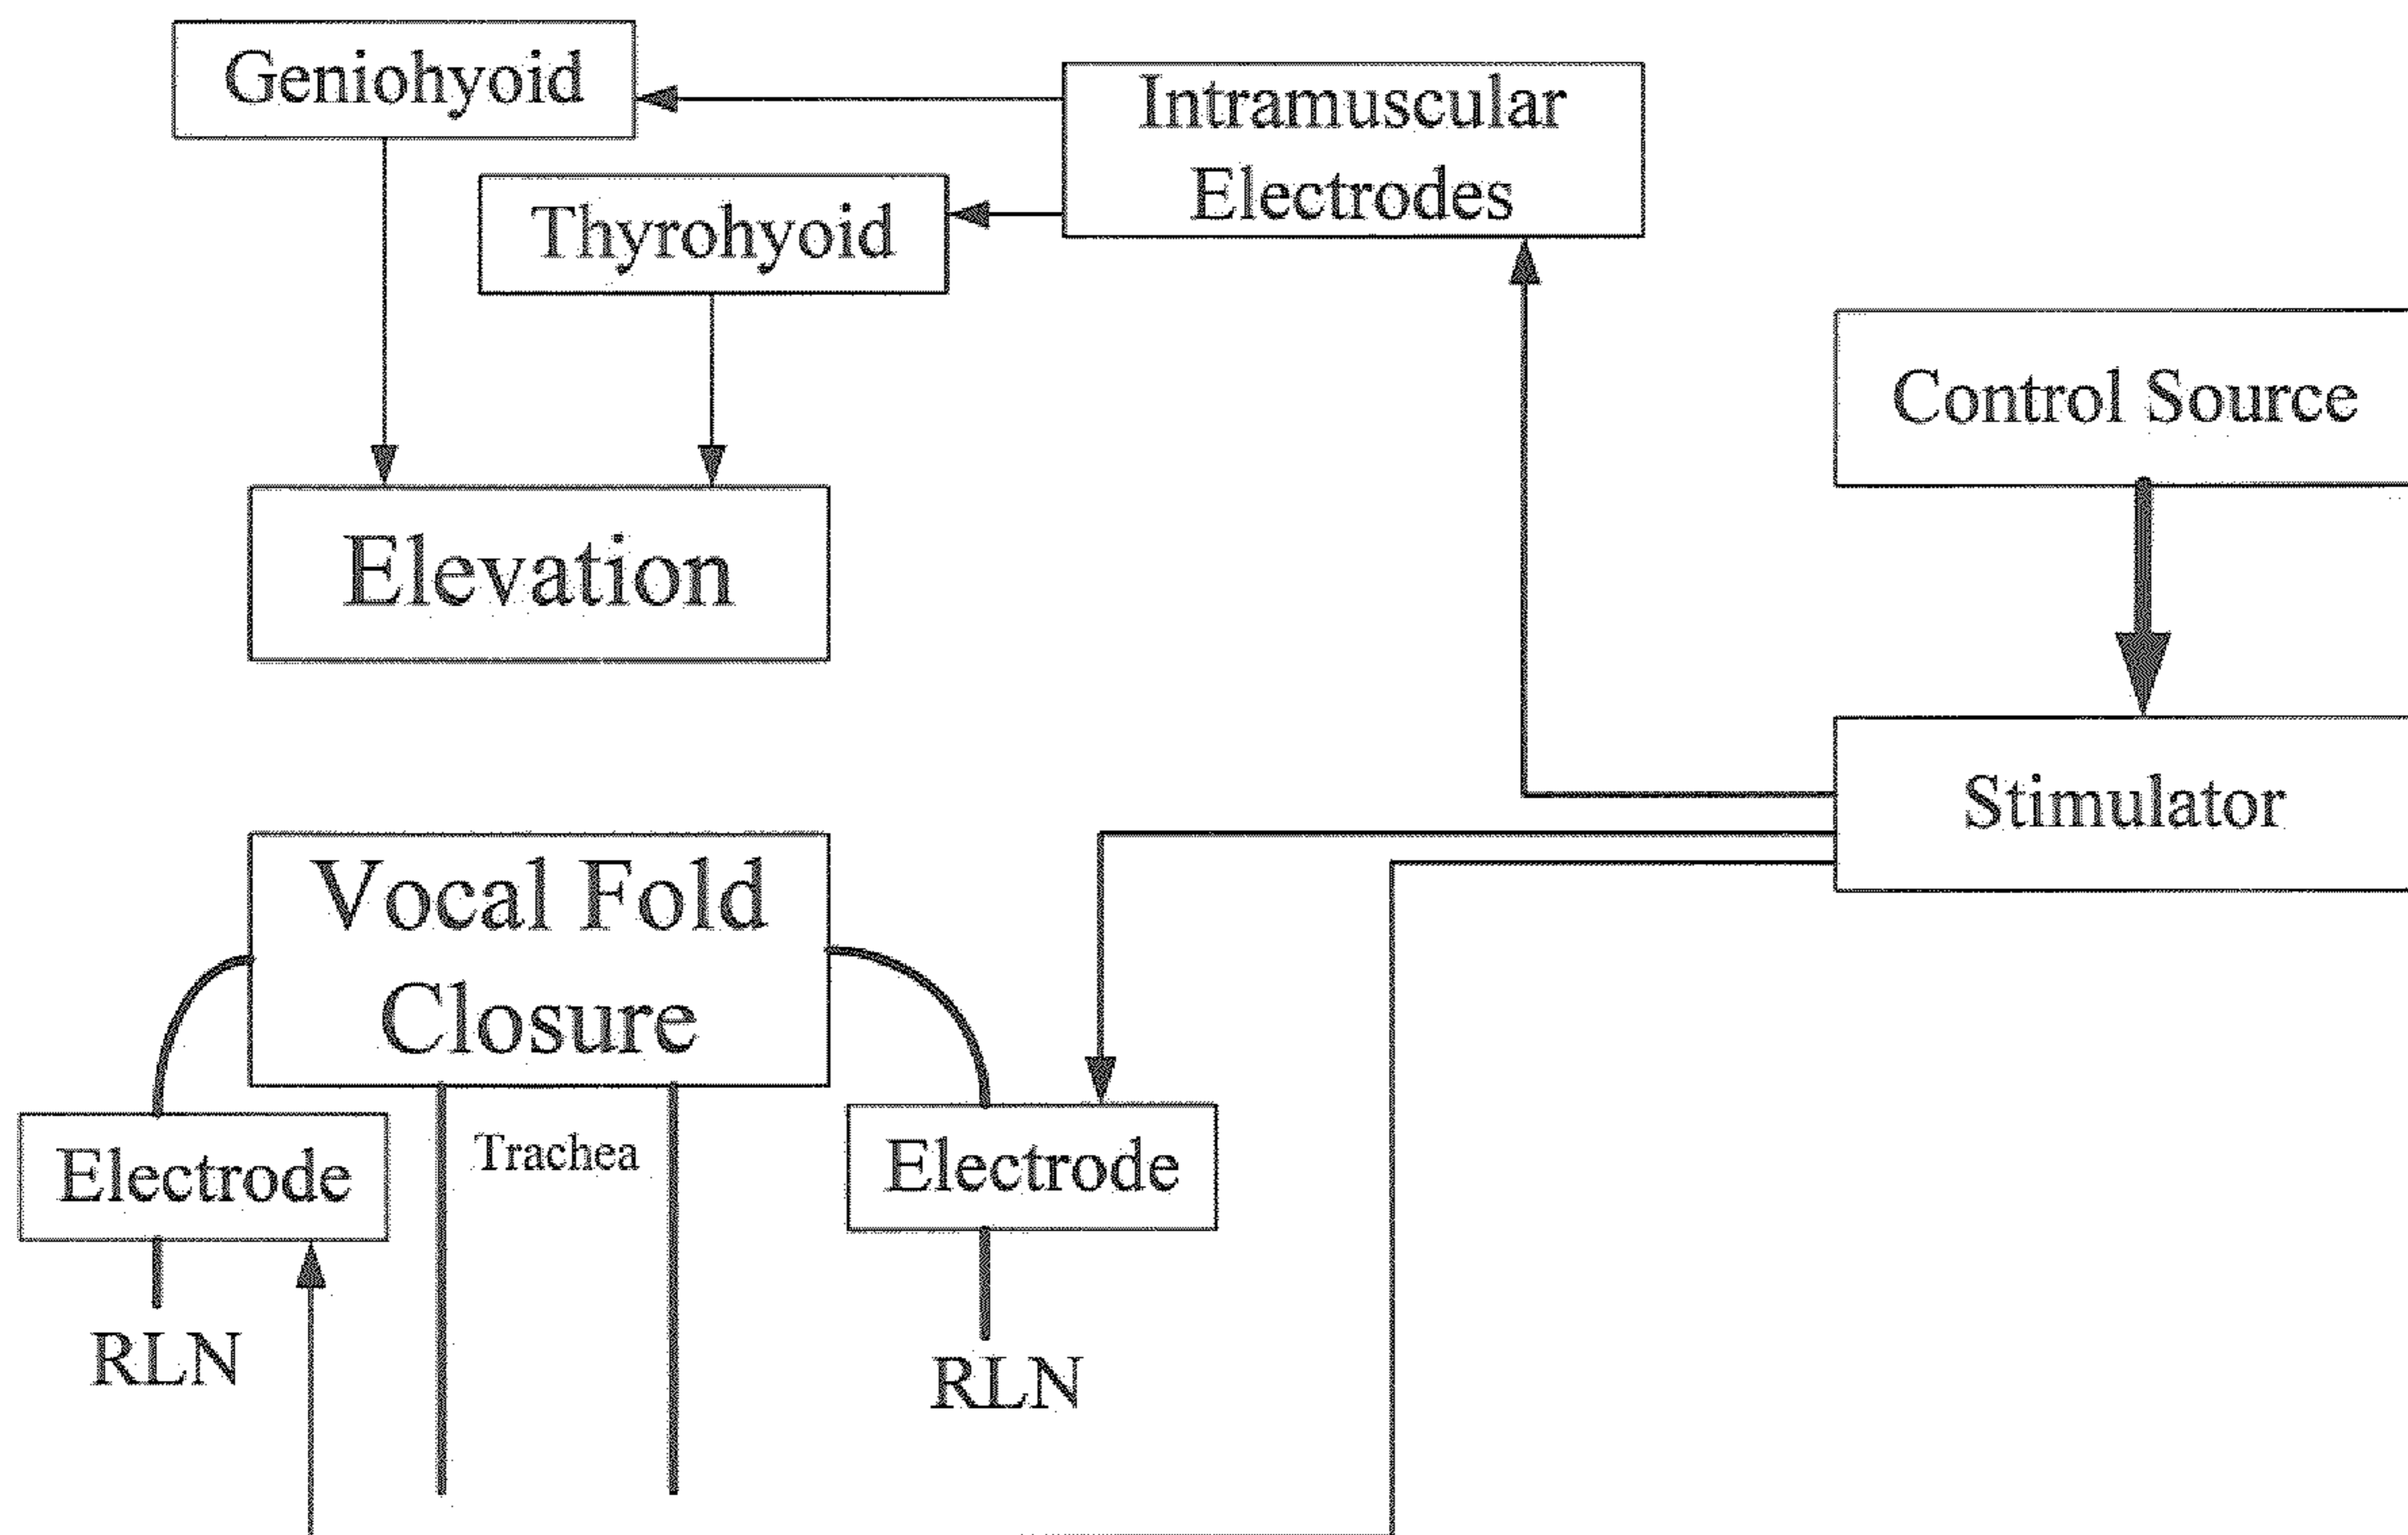 Geniohyoid
Intramuscular
Electrodes
Thyrohyoid
Control Source
Elevation
Stimulator
Vocal Fold
Closure
Trachea
Electrode
Electrode
RLN
RLN